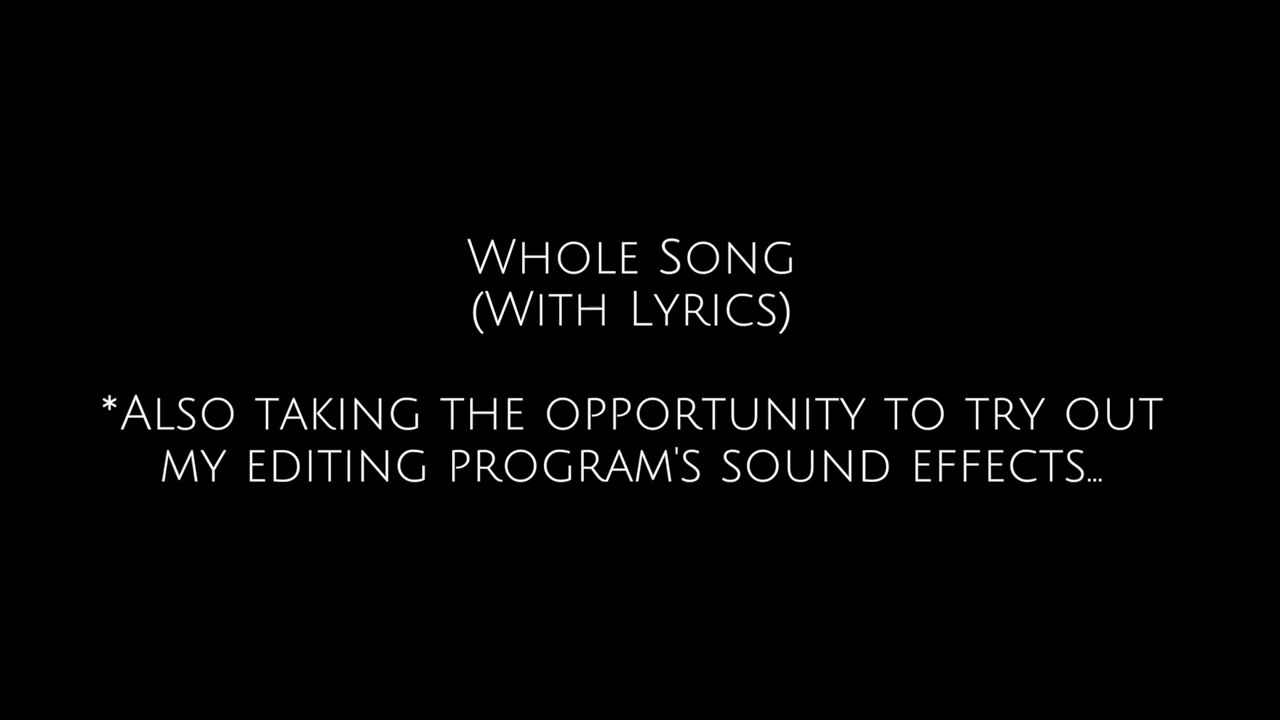 Whole Song
(With Lyrics)
*Also taking the opportunity to try out
my editing program's sound effects...